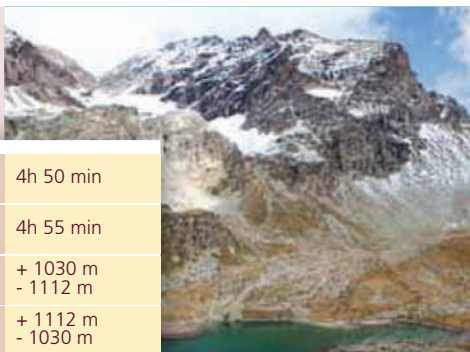 4h 50 min
4h 55 min
+ 1030 m
- 1112 m
+ 1112 m
- 1030 m